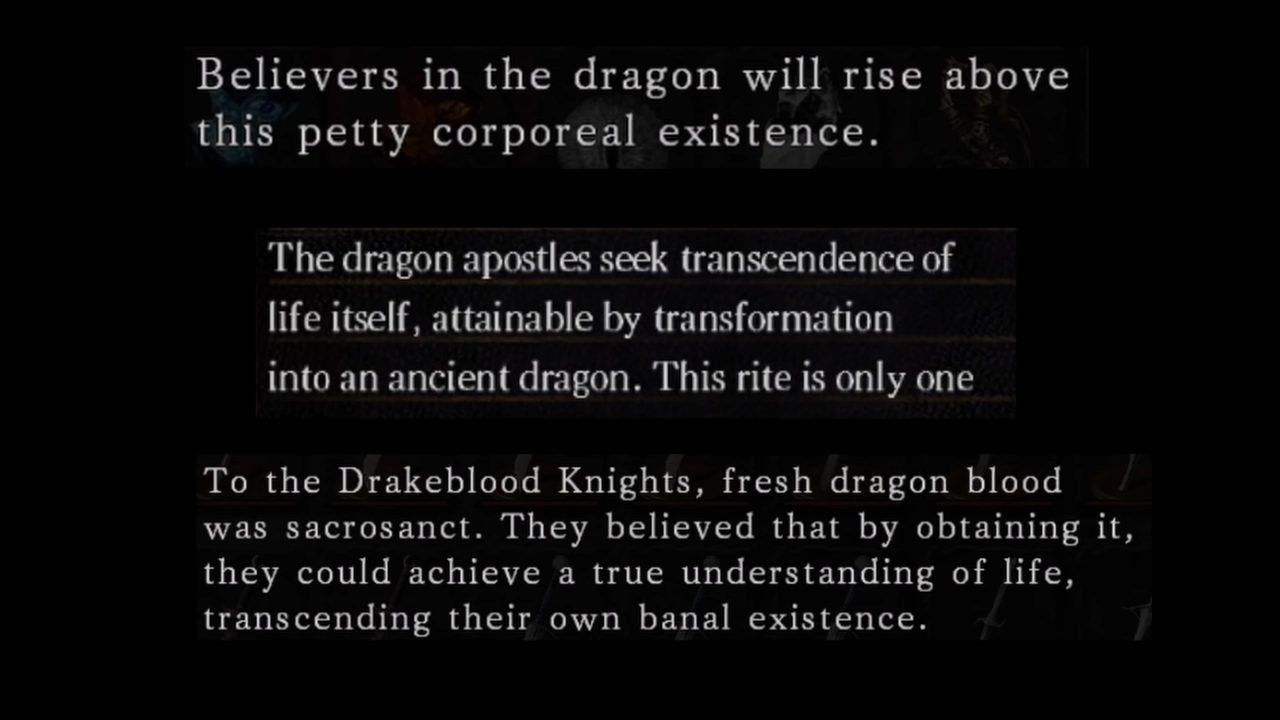 Believers in the dragon will rise above
this petty corporeal existence.
The dragon apostles seek transcendence of
life itself, attainable by transformation
into an ancient dragon. This rite is only one
To the Drakeblood Knights, fresh dragon blood
was sacrosanct. They believed that by obtaining it,
they could achieve a true understanding of life,
transcending their own banal existence.